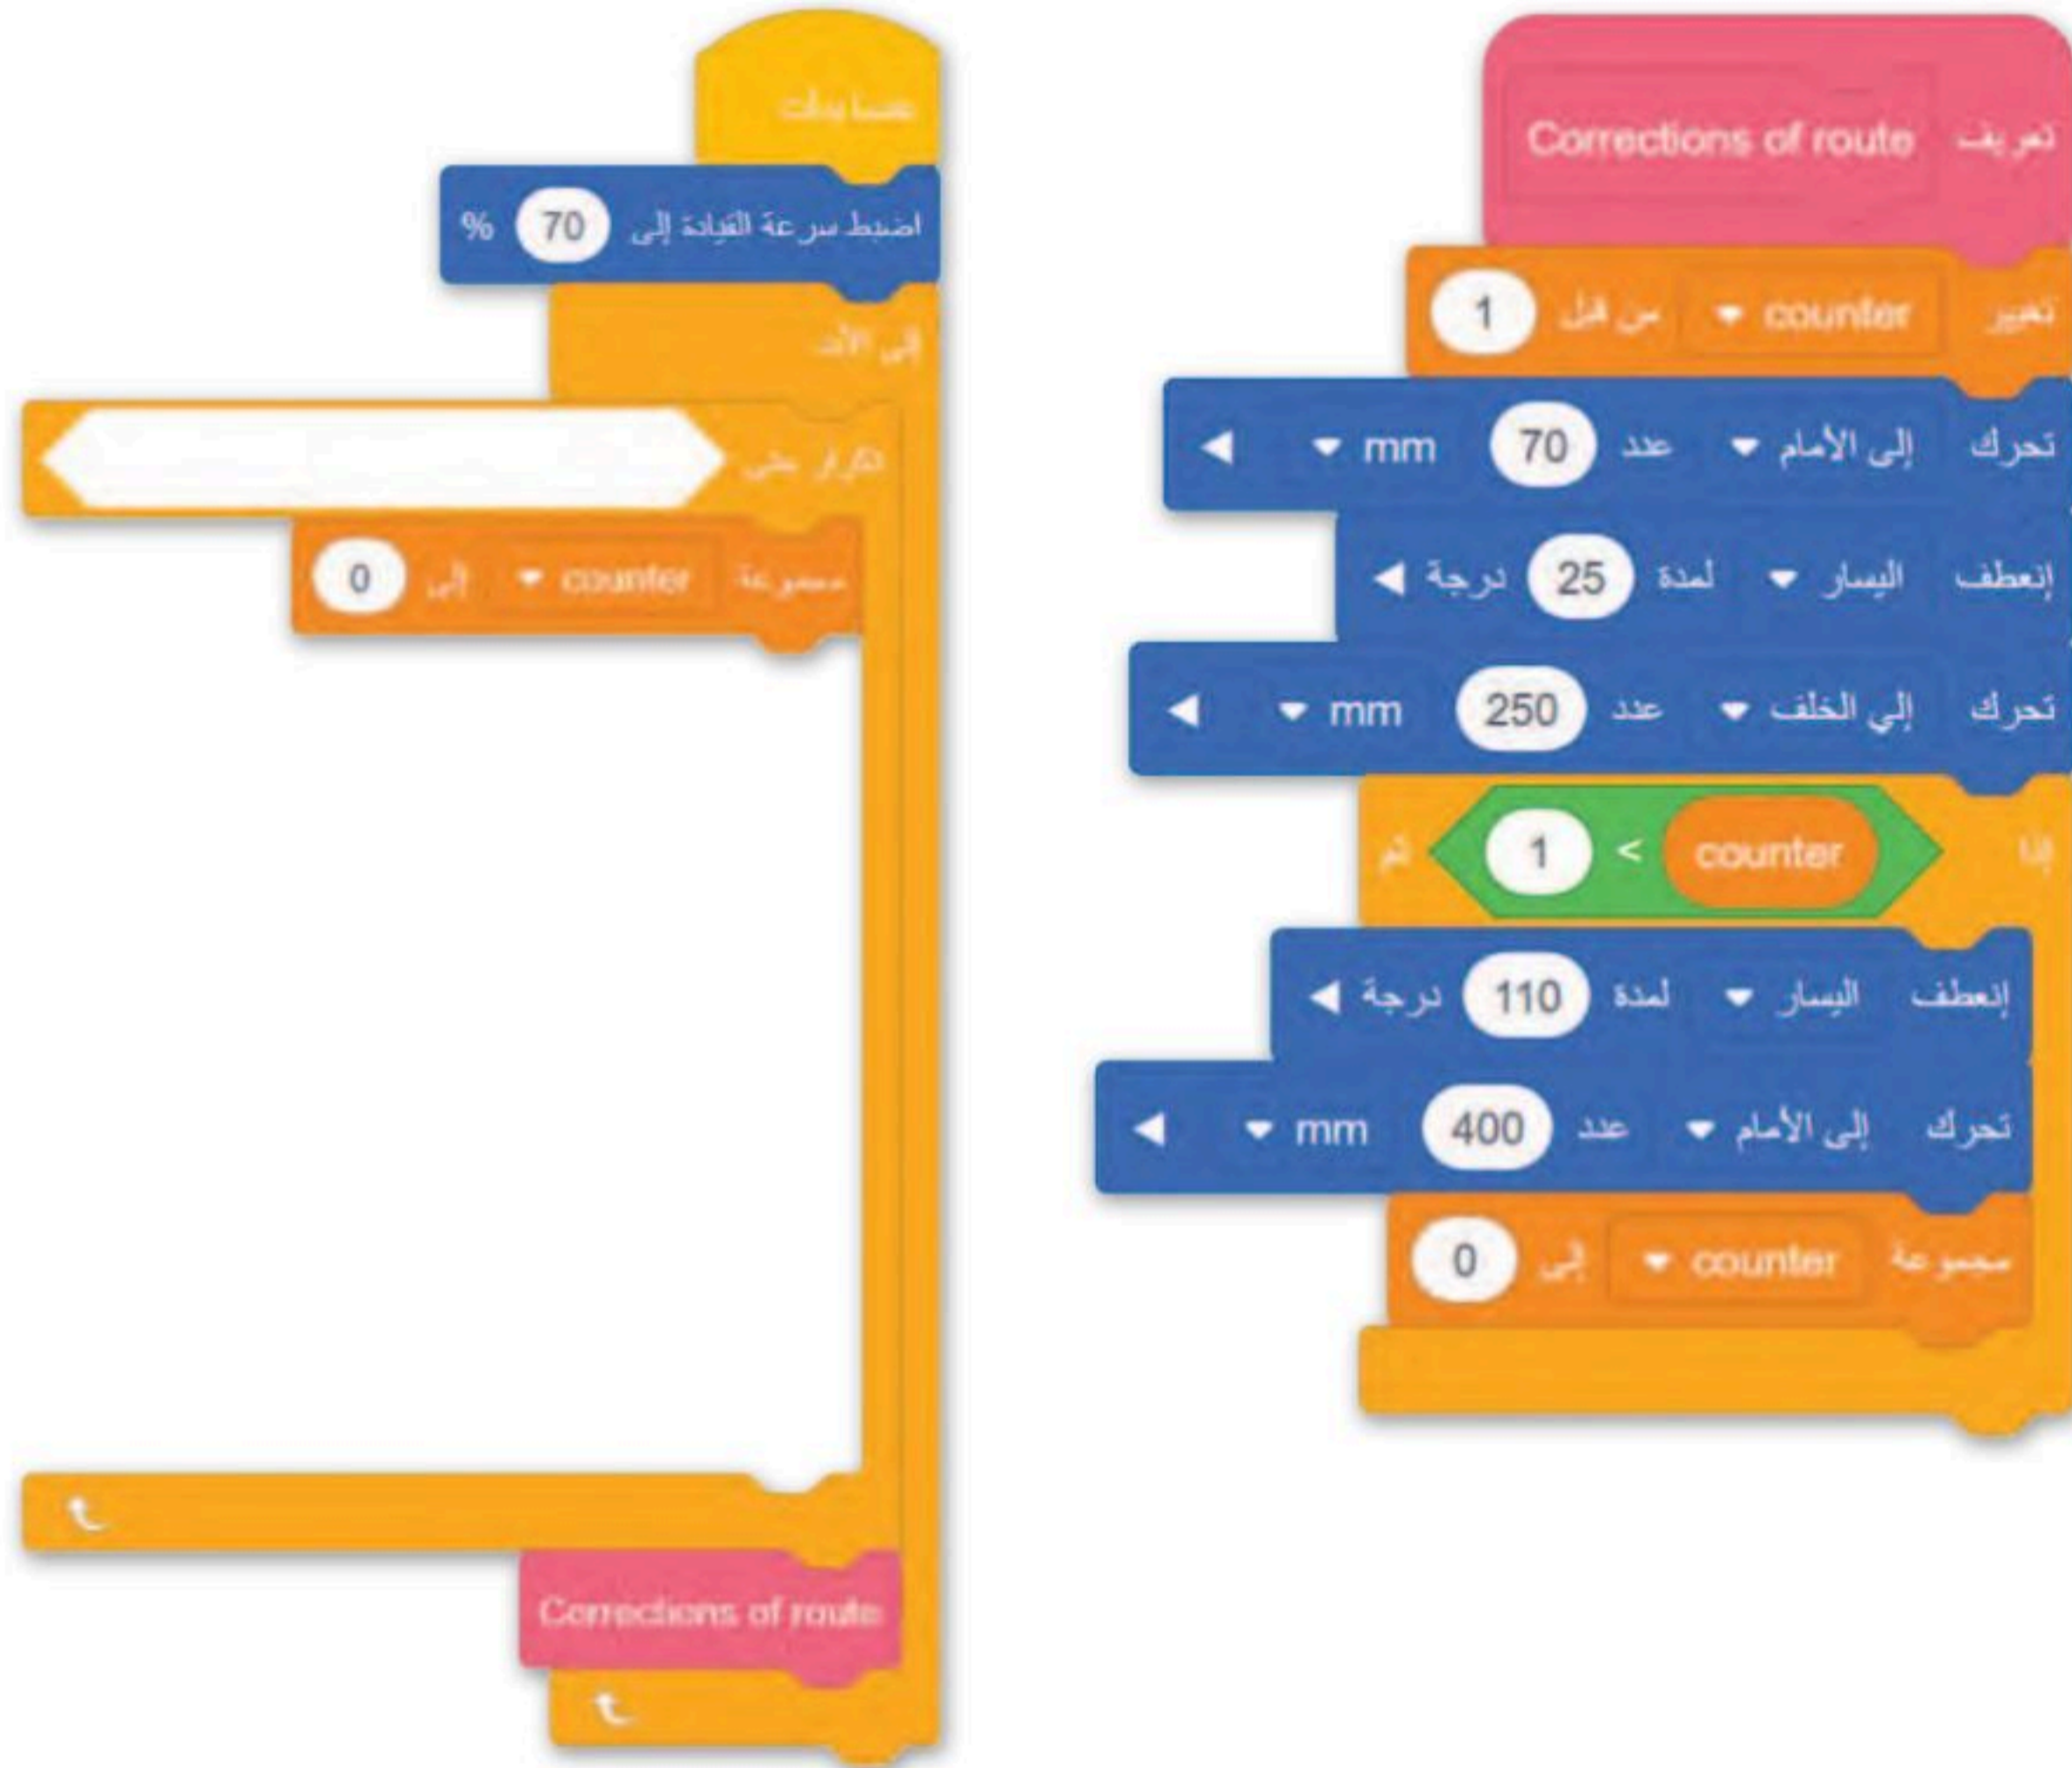 عندما يبدأ
اضبط سرعة القيادة إلى 70 %
إلى الأبد
التكرار حتى
مجموعة counter إلى 0
Corrections of route
تعريف Corrections of route
تغيير counter من قبل 1
تحرك إلى الأمام عدد 70 mm
إنعطف اليسار لمدة 25 درجة
تحرك إلي الخلف عدد 250 mm
إذا counter < 1 ثم
إنعطف اليسار لمدة 110 درجة
تحرك إلى الأمام عدد 400 mm
مجموعة counter إلى 0